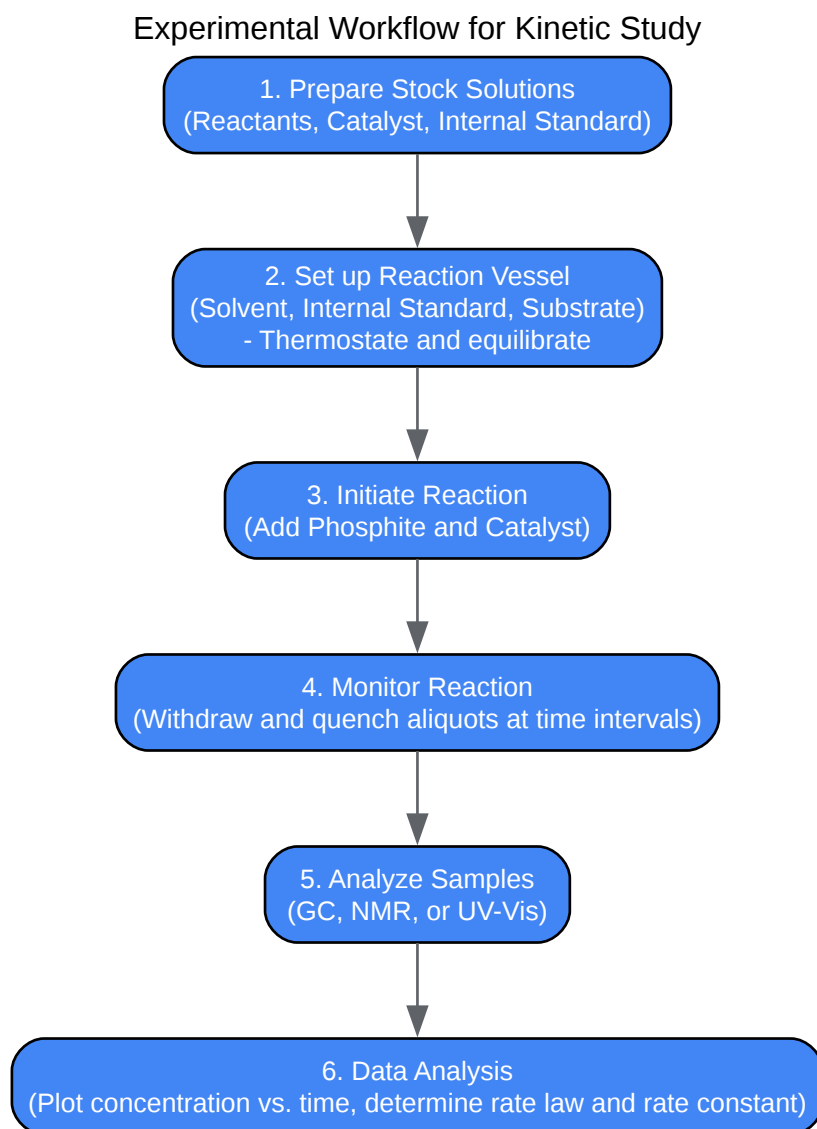 Experimental Workflow for Kinetic Study
1. Prepare Stock Solutions
(Reactants, Catalyst, Internal Standard)
2. Set up Reaction Vessel
(Solvent, Internal Standard, Substrate)
- Thermostate and equilibrate
3. Initiate Reaction
(Add Phosphite and Catalyst)
4. Monitor Reaction
(Withdraw and quench aliquots at time intervals)
5. Analyze Samples
(GC, NMR, or UV-Vis)
6. Data Analysis
(Plot concentration vs. time, determine rate law and rate constant)